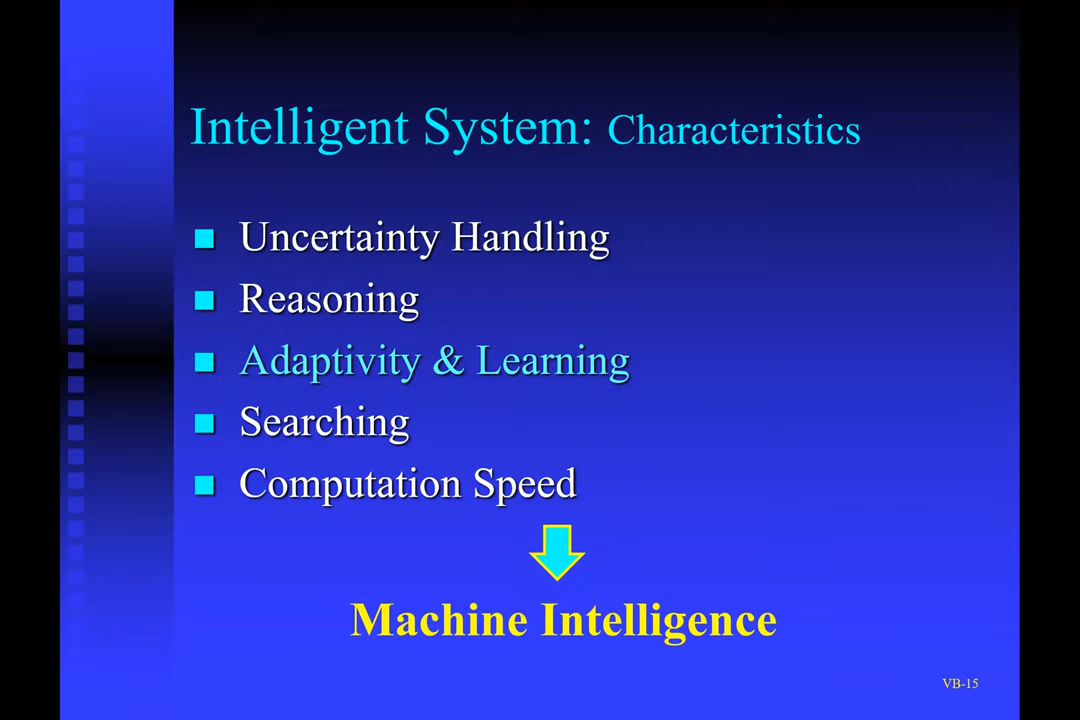 Intelligent System: Characteristics
Uncertainty Handling
Reasoning
Adaptivity & Learning
Searching
Computation Speed
Machine Intelligence
VB-15